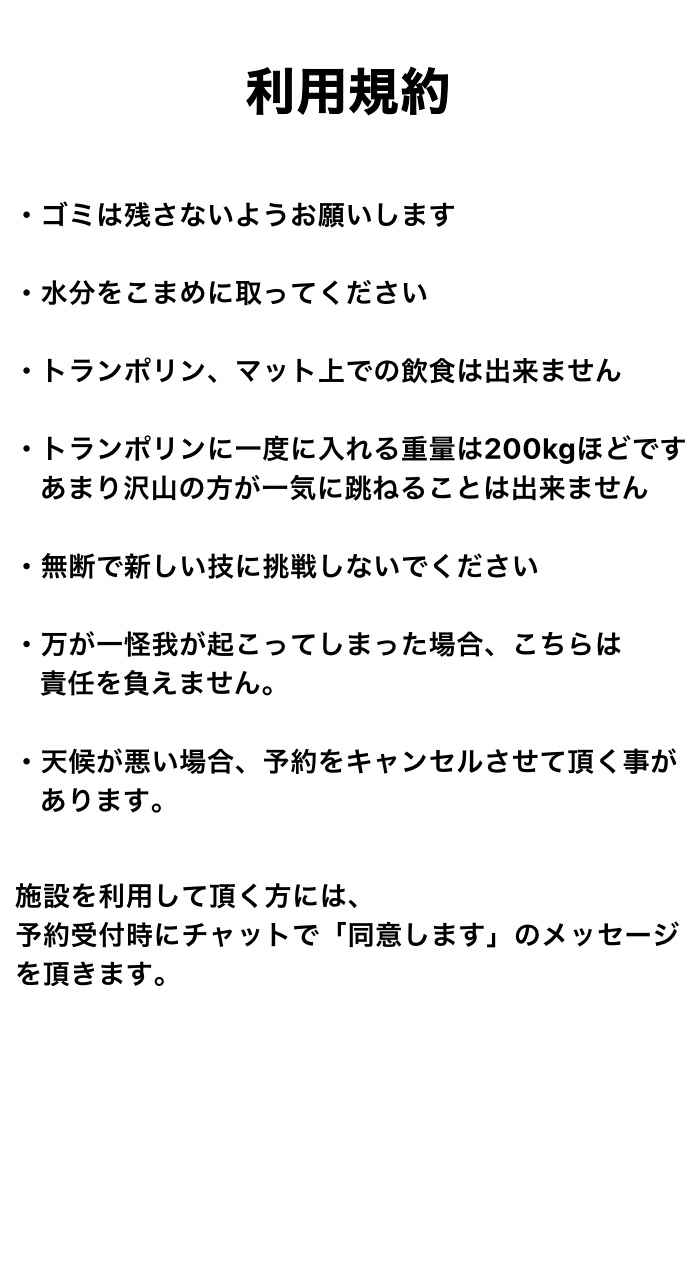 利用規約
・ゴミは残さないようお願いします
・水分をこまめに取ってください
・トランポリン、マット上での飲食は出来ません
・トランポリンに一度に入れる重量は200kgほどです
あまり沢山の方が一気に跳ねることは出来ません
・無断で新しい技に挑戦しないでください
・万が一怪我が起こってしまった場合、こちらは
責任を負えません。
・天候が悪い場合、予約をキャンセルさせて頂く事が
あります。
施設を利用して頂く方には、
予約受付時にチャットで「同意します」のメッセージ
を頂きます。